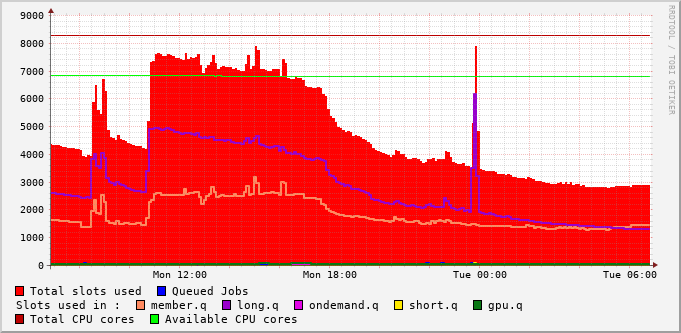 9000
8000
7000
6000
5000
4000
3000
2000
1000
0
Mon 12:00 Mon 18:00 Tue 00:00 Tue 06:00
RRDTOOL / TOBI OETIKER
Total slots used Queued Jobs
Slots used in : member.q long.q ondemand.q short.q gpu.q
Total CPU cores Available CPU cores